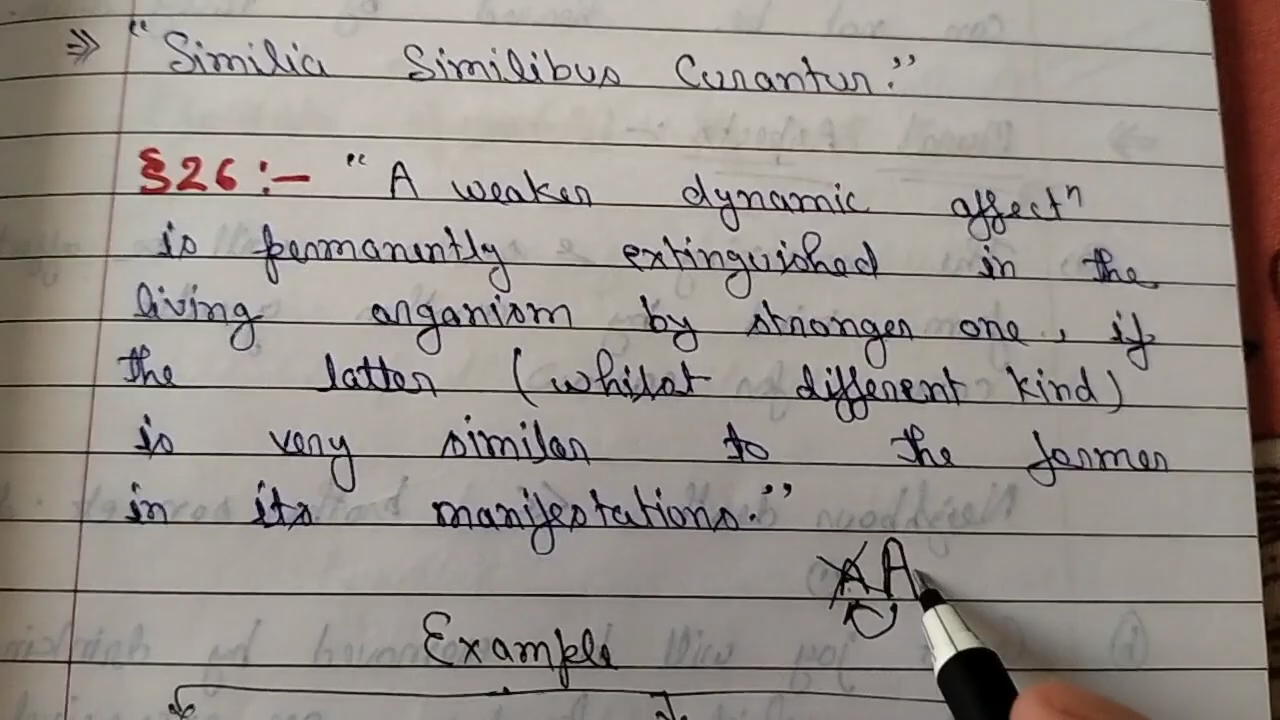 ⇒ "Similia Similibus Curantur."
§26:- "A weaker dynamic affectⁿ
is permanently extinguished in the
living organism by stronger one, if
the latter (whilst different kind)
is very similar to the former
in its manifestations."
A A
Example